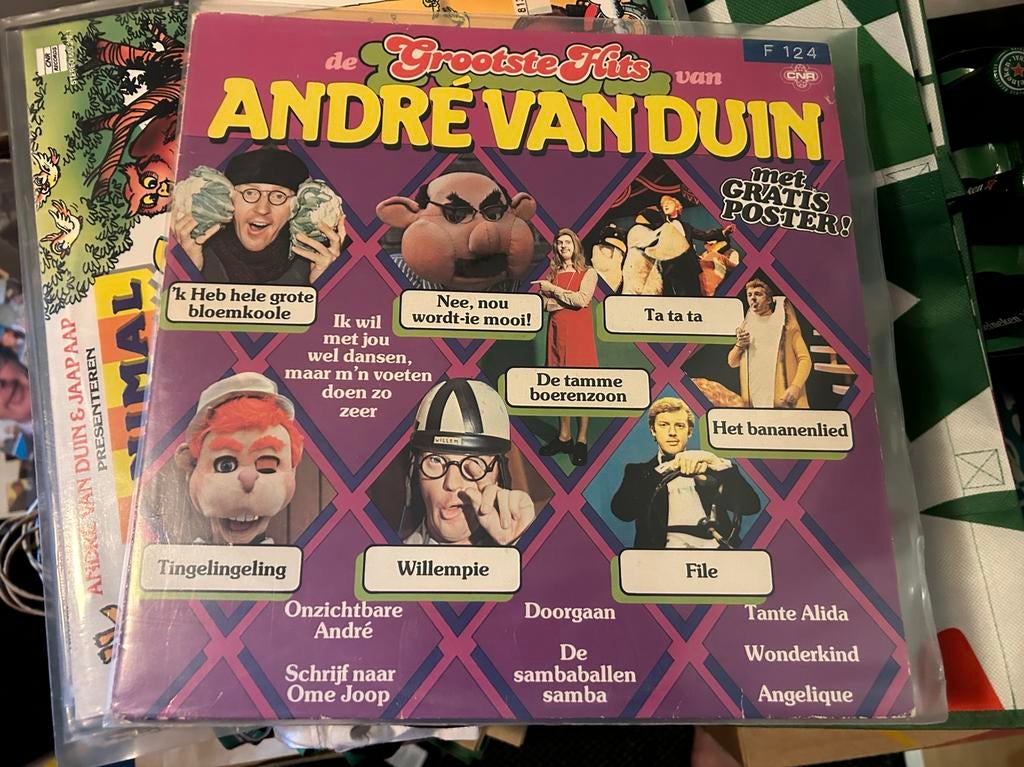 de Grootste Hits van
ANDRÉ VAN DUIN
F 124
CNR
met
GRATIS
POSTER!
'k Heb hele grote
bloemkoole
Nee, nou
wordt-ie mooi!
Ta ta ta
Ik wil
met jou
wel dansen,
maar m'n voeten
doen zo
zeer
De tamme
boerenzoon
Het bananenlied
WILLEM
Tingelingeling
Willempie
File
Onzichtbare
André
Doorgaan
Tante Alida
Schrijf naar
Ome Joop
De
sambaballen
samba
Wonderkind
Angelique
CNR
ANDRÉ VAN DUIN & JAAP AAP
PRESENTEREN